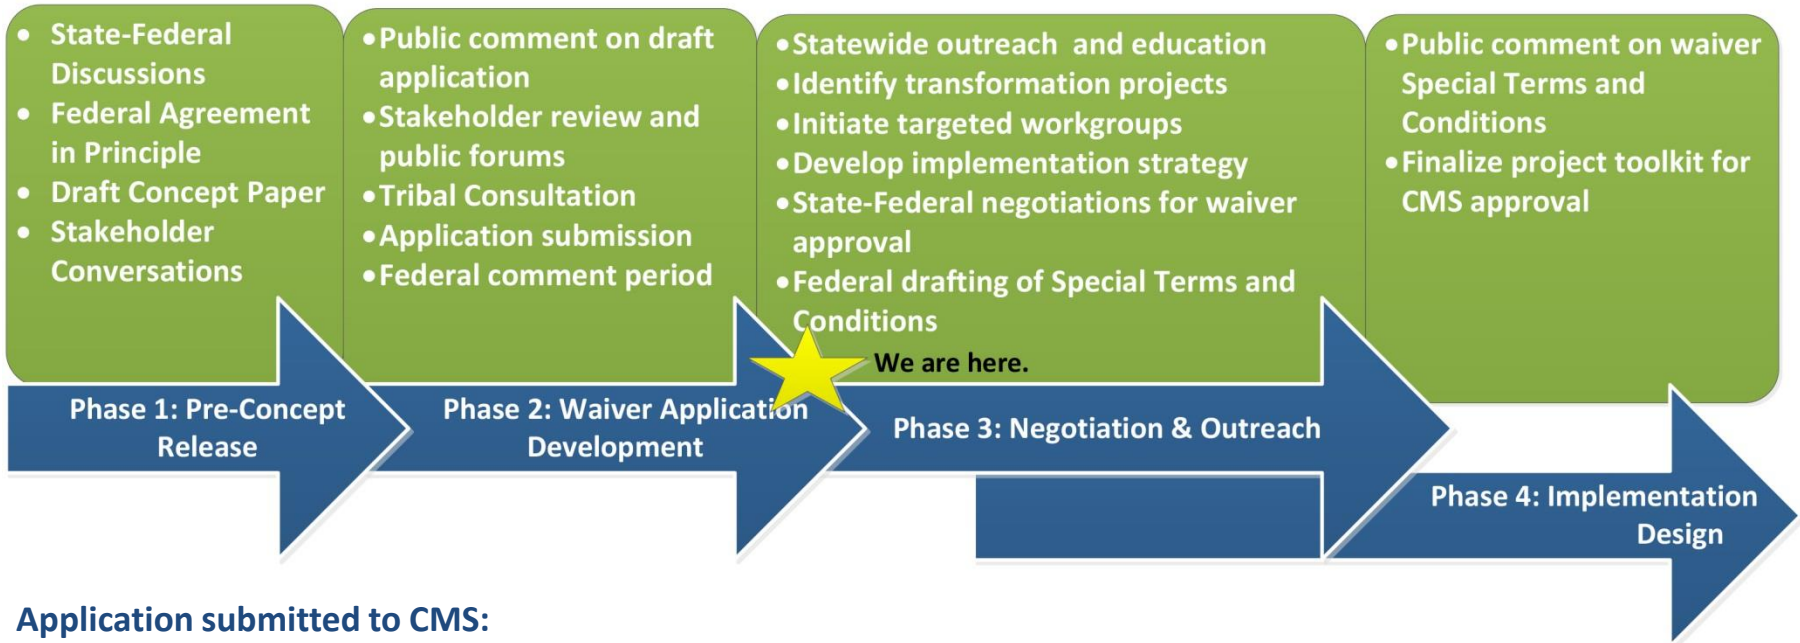 • State-Federal
Discussions
• Federal Agreement
in Principle
• Draft Concept Paper
• Stakeholder
Conversations
• Public comment on draft
application
• Stakeholder review and
public forums
• Tribal Consultation
• Application submission
• Federal comment period
• Statewide outreach and education
• Identify transformation projects
• Initiate targeted workgroups
• Develop implementation strategy
• State-Federal negotiations for waiver
approval
• Federal drafting of Special Terms and
Conditions
• Public comment on waiver
Special Terms and
Conditions
• Finalize project toolkit for
CMS approval
We are here.
Phase 1: Pre-Concept
Release
Phase 2: Waiver Application
Development
Phase 3: Negotiation & Outreach
Phase 4: Implementation
Design
Application submitted to CMS: